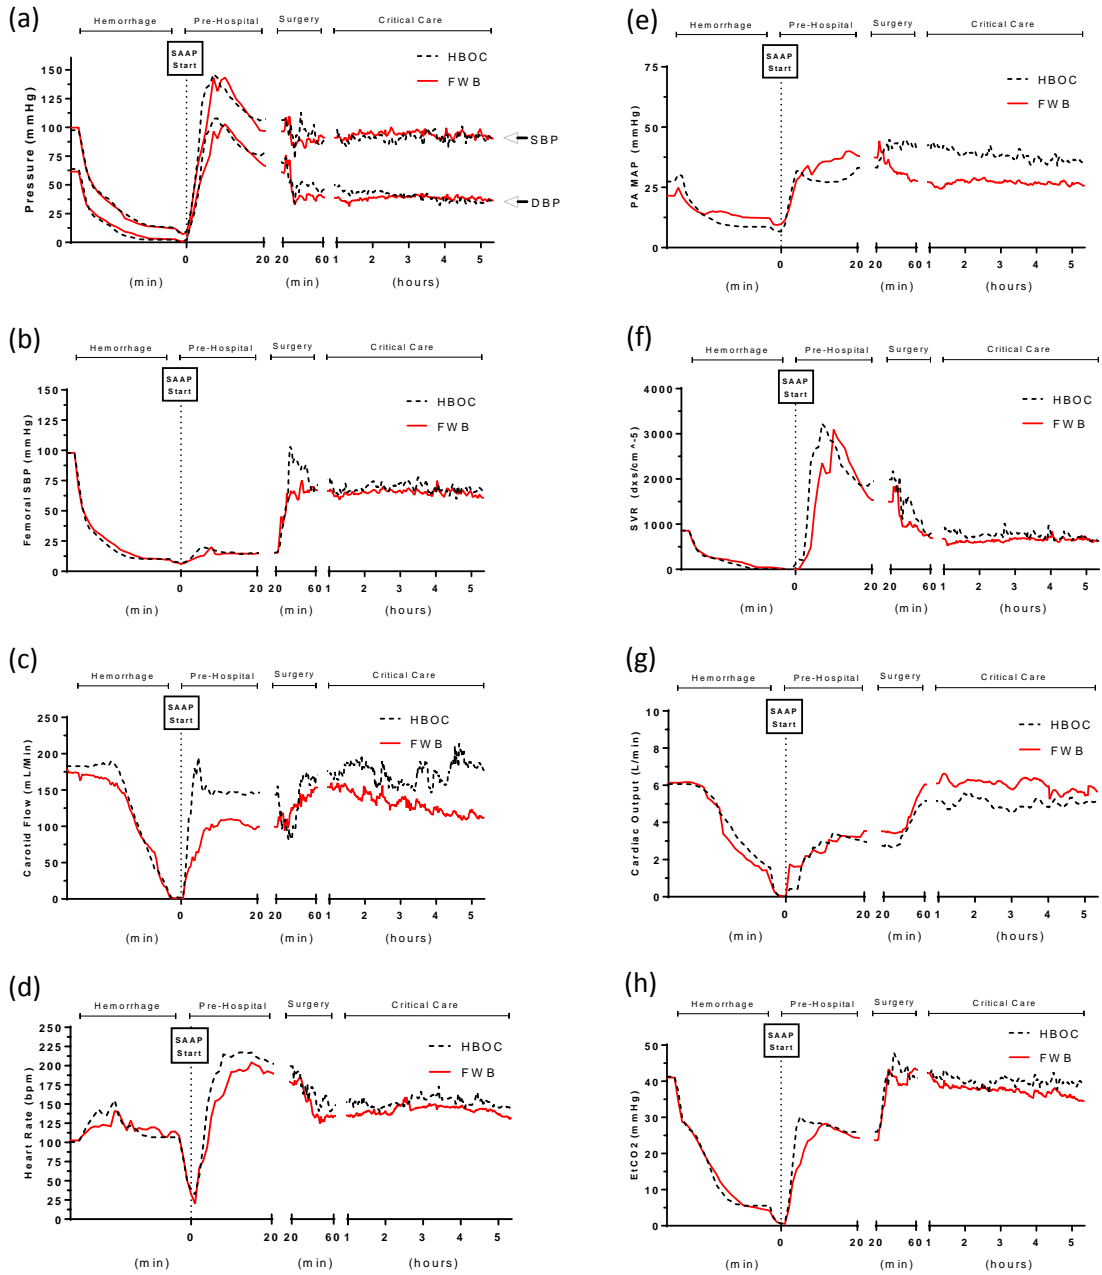 (a)
Hemorrhage Pre-Hospital Surgery Critical Care
SAAP
Start
HBOC
FWB
150
125
100
75
50
25
0
Pressure (mmHg)
SBP
DBP
0 20 20 60 1 2 3 4 5
(min) (min) (hours)
(b)
Hemorrhage Pre-Hospital Surgery Critical Care
SAAP
Start
HBOC
FWB
150
125
100
75
50
25
0
Femoral SBP (mmHg)
0 20 20 60 1 2 3 4 5
(min) (min) (hours)
(c)
Hemorrhage Pre-Hospital Surgery Critical Care
SAAP
Start
HBOC
FWB
250
200
150
100
50
0
Carotid Flow (mL/Min)
0 20 20 60 1 2 3 4 5
(min) (min) (hours)
(d)
Hemorrhage Pre-Hospital Surgery Critical Care
SAAP
Start
HBOC
FWB
250
225
200
175
150
125
100
75
50
25
0
Heart Rate (bpm)
0 20 20 60 1 2 3 4 5
(min) (min) (hours)
(e)
Hemorrhage Pre-Hospital Surgery Critical Care
SAAP
Start
HBOC
FWB
75
50
25
0
PA MAP (mmHg)
0 20 20 60 1 2 3 4 5
(min) (min) (hours)
(f)
Hemorrhage Pre-Hospital Surgery Critical Care
SAAP
Start
HBOC
FWB
4000
3000
2000
1000
0
SVR (dxs/cm^-5)
0 20 20 60 1 2 3 4 5
(min) (min) (hours)
(g)
Hemorrhage Pre-Hospital Surgery Critical Care
SAAP
Start
HBOC
FWB
10
8
6
4
2
0
Cardiac Output (L/min)
0 20 20 60 1 2 3 4 5
(min) (min) (hours)
(h)
Hemorrhage Pre-Hospital Surgery Critical Care
SAAP
Start
HBOC
FWB
50
40
30
20
10
0
EtCO2 (mmHg)
0 20 20 60 1 2 3 4 5
(min) (min) (hours)